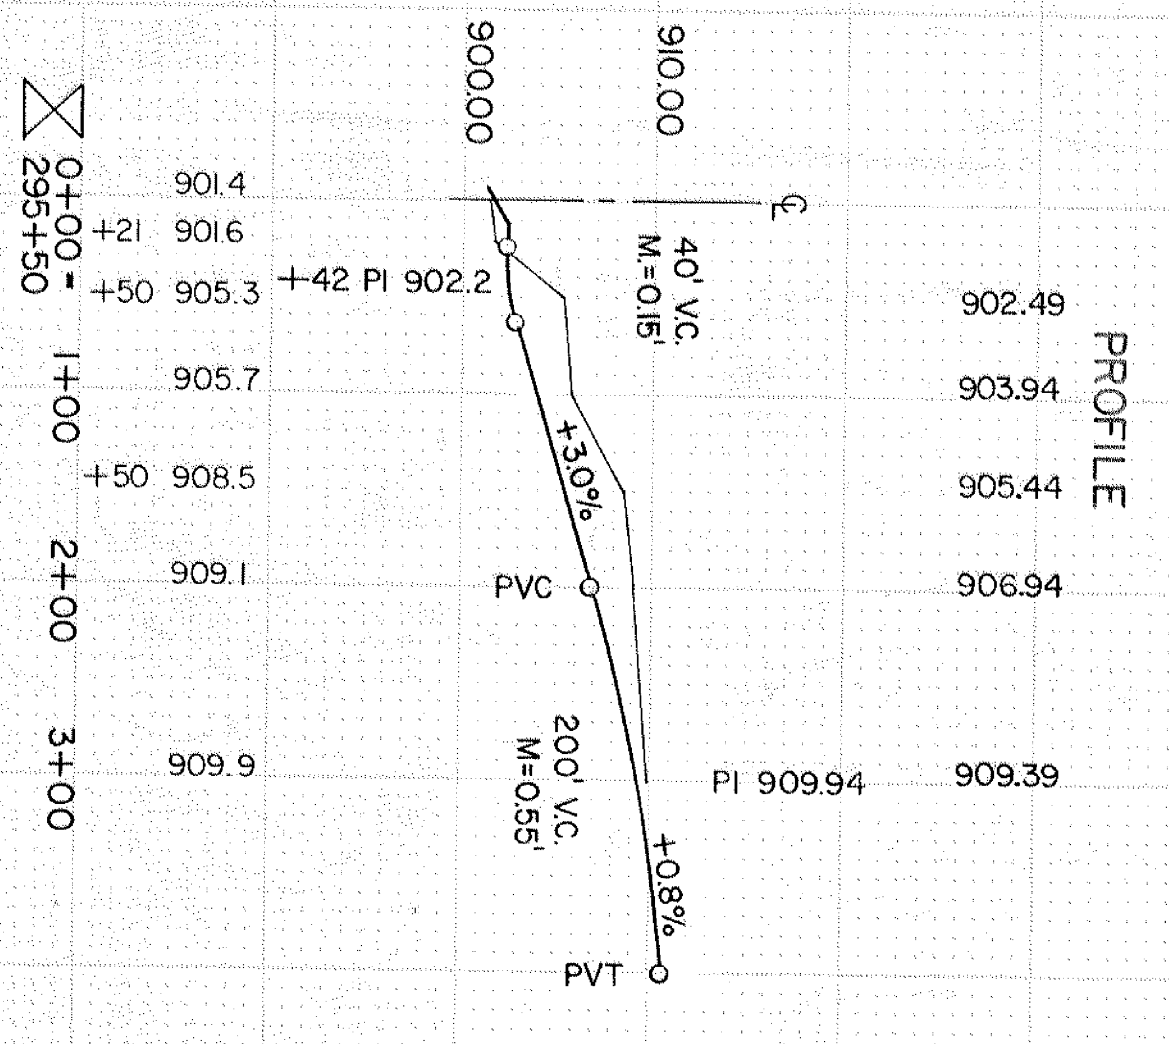 PROFILE
910.00
900.00
℄
40' V.C.
M.=0.15'
902.49
903.94
905.44
906.94
909.39
+42 PI 902.2
+3.0%
PVC
200' V.C.
M=0.55'
PI 909.94
+0.8%
PVT
901.4
+21 901.6
+50 905.3
905.7
+50 908.5
909.1
909.9
0+00 =
295+50
1+00
2+00
3+00